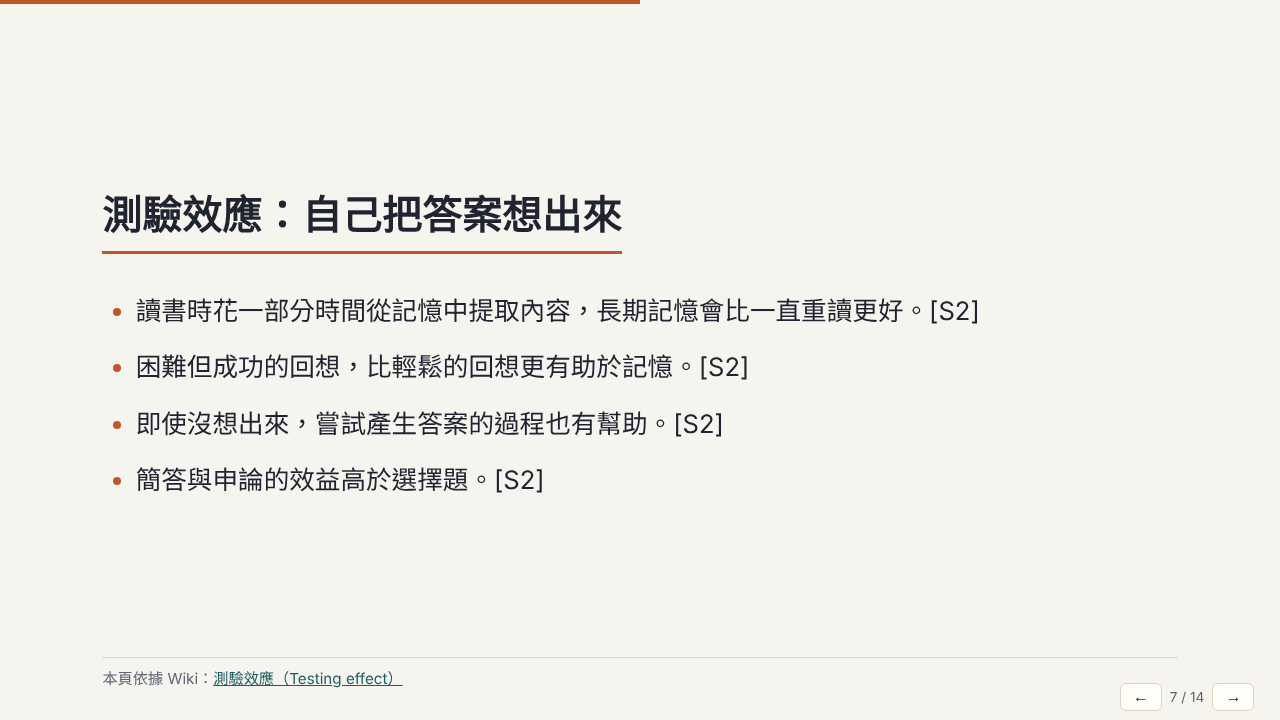 測驗效應：自己把答案想出來
讀書時花一部分時間從記憶中提取內容，長期記憶會比一直重讀更好。[S2]
困難但成功的回想，比輕鬆的回想更有助於記憶。[S2]
即使沒想出來，嘗試產生答案的過程也有幫助。[S2]
簡答與申論的效益高於選擇題。[S2]
本頁依據 Wiki：測驗效應（Testing effect）
← 7 / 14 →